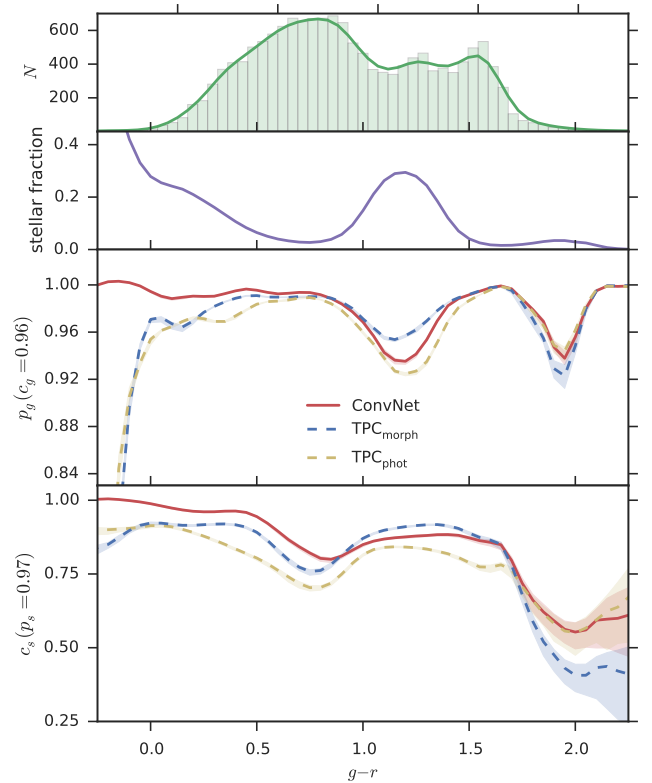 600
400
200
N
0.4
0.2
0.0
stellar fraction
1.00
0.96
0.92
0.88
0.84
p_g(c_g=0.96)
ConvNet
TPC_morph
TPC_phot
1.00
0.75
0.50
0.25
c_s(p_s=0.97)
0.0 0.5 1.0 1.5 2.0
g−r